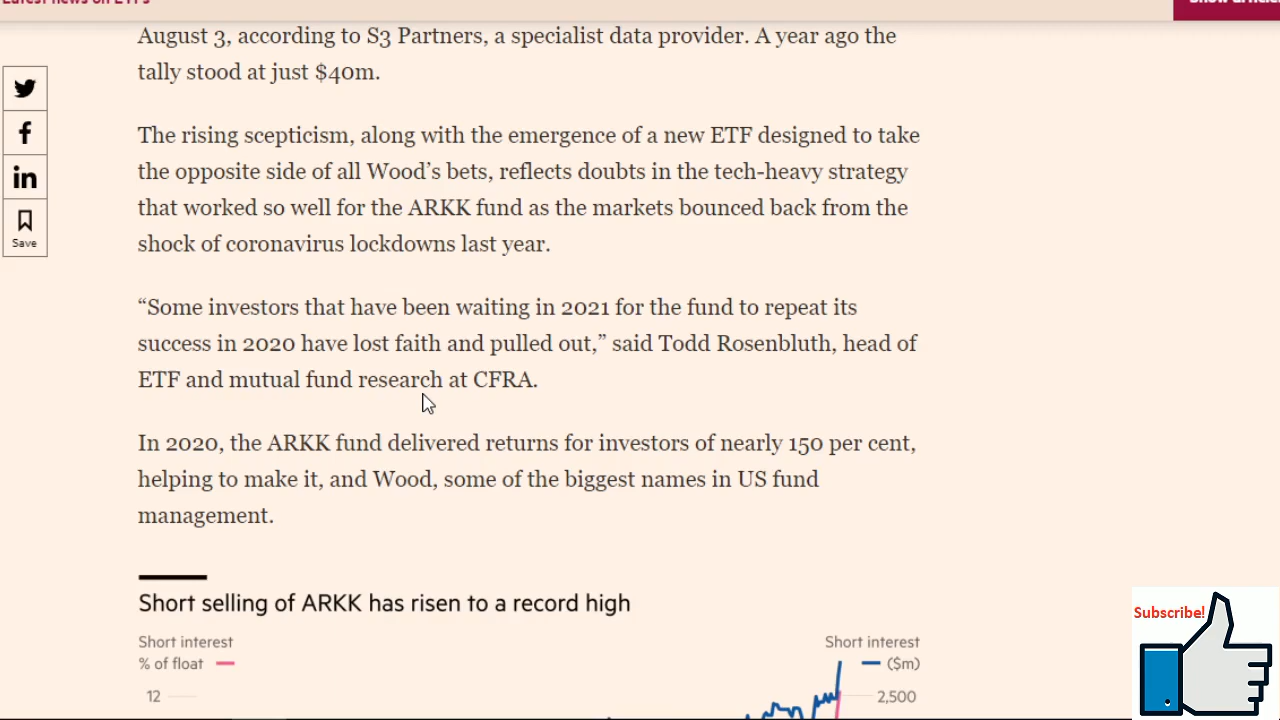 Latest news on ETFs
Show article
August 3, according to S3 Partners, a specialist data provider. A year ago the
tally stood at just $40m.
The rising scepticism, along with the emergence of a new ETF designed to take
the opposite side of all Wood's bets, reflects doubts in the tech-heavy strategy
that worked so well for the ARKK fund as the markets bounced back from the
shock of coronavirus lockdowns last year.
Save
“Some investors that have been waiting in 2021 for the fund to repeat its
success in 2020 have lost faith and pulled out,” said Todd Rosenbluth, head of
ETF and mutual fund research at CFRA.
In 2020, the ARKK fund delivered returns for investors of nearly 150 per cent,
helping to make it, and Wood, some of the biggest names in US fund
management.
Short selling of ARKK has risen to a record high
Short interest
% of float
Short interest
($m)
12
2,500
Subscribe!